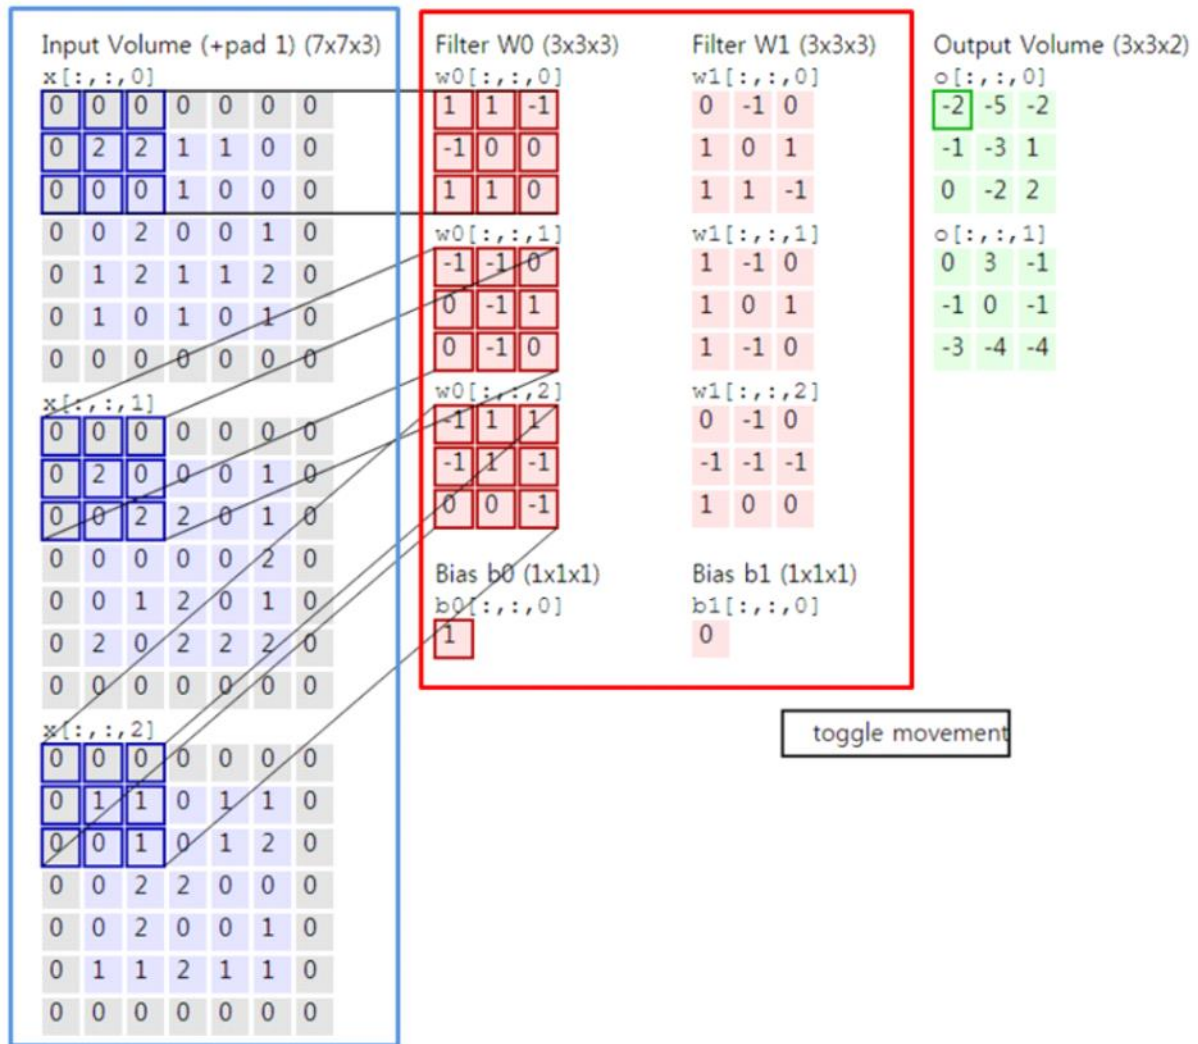 Input Volume (+pad 1) (7x7x3)
x[:,:,0]
0 0 0 0 0 0 0
0 2 2 1 1 0 0
0 0 0 1 0 0 0
0 0 2 0 0 1 0
0 1 2 1 1 2 0
0 1 0 1 0 1 0
0 0 0 0 0 0 0
x[:,:,1]
0 0 0 0 0 0 0
0 2 0 0 0 1 0
0 0 2 2 0 1 0
0 0 0 0 0 2 0
0 0 1 2 0 1 0
0 2 0 2 2 2 0
0 0 0 0 0 0 0
x[:,:,2]
0 0 0 0 0 0 0
0 1 1 0 1 1 0
0 0 1 0 1 2 0
0 0 2 2 0 0 0
0 0 2 0 0 1 0
0 1 1 2 1 1 0
0 0 0 0 0 0 0
Filter W0 (3x3x3)
w0[:,:,0]
1 1 -1
-1 0 0
1 1 0
w0[:,:,1]
-1 -1 0
0 -1 1
0 -1 0
w0[:,:,2]
-1 1 1
-1 1 -1
0 0 -1
Bias b0 (1x1x1)
b0[:,:,0]
1
Filter W1 (3x3x3)
w1[:,:,0]
0 -1 0
1 0 1
1 1 -1
w1[:,:,1]
1 -1 0
1 0 1
1 -1 0
w1[:,:,2]
0 -1 0
-1 -1 -1
1 0 0
Bias b1 (1x1x1)
b1[:,:,0]
0
Output Volume (3x3x2)
o[:,:,0]
-2 -5 -2
-1 -3 1
0 -2 2
o[:,:,1]
0 3 -1
-1 0 -1
-3 -4 -4
toggle movement